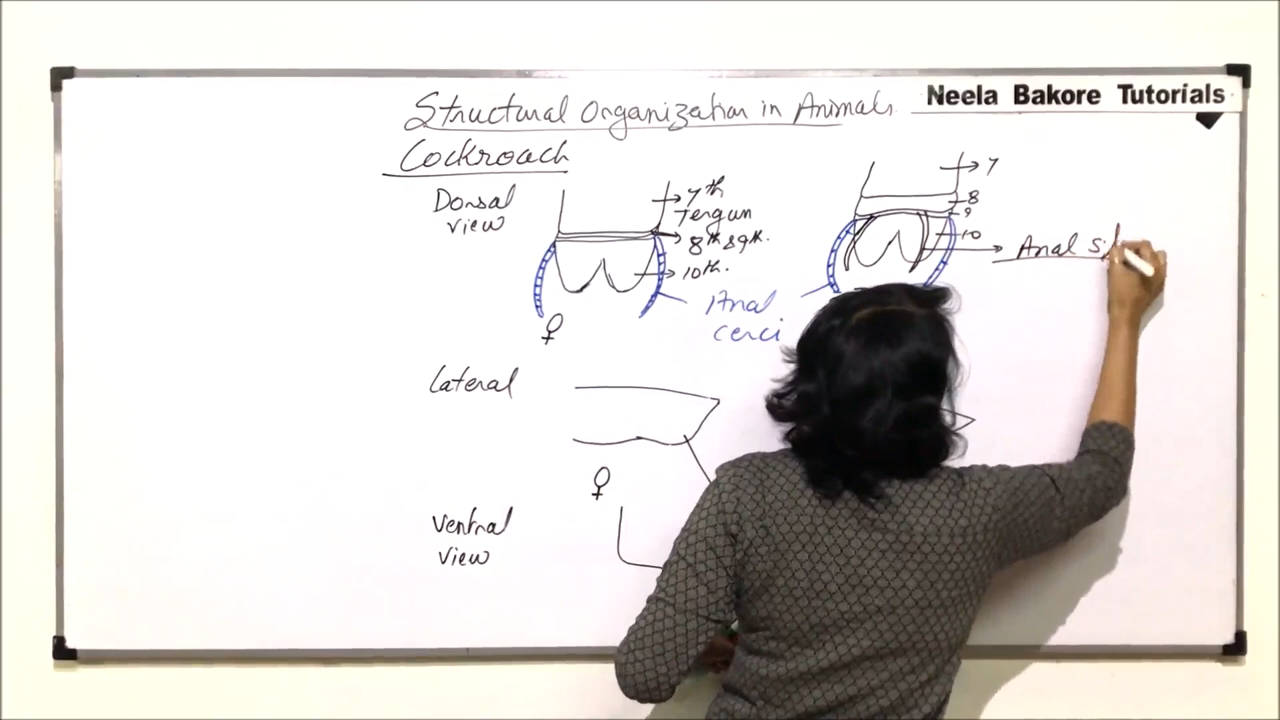 Structural Organization in Animals
Neela Bakore Tutorials
Cockroach
Dorsal
view
7th
Tergum
8th & 9th.
10th.
7
8
9
10
Anal
Anal
cerci
♀
Lateral
♀
Ventral
view